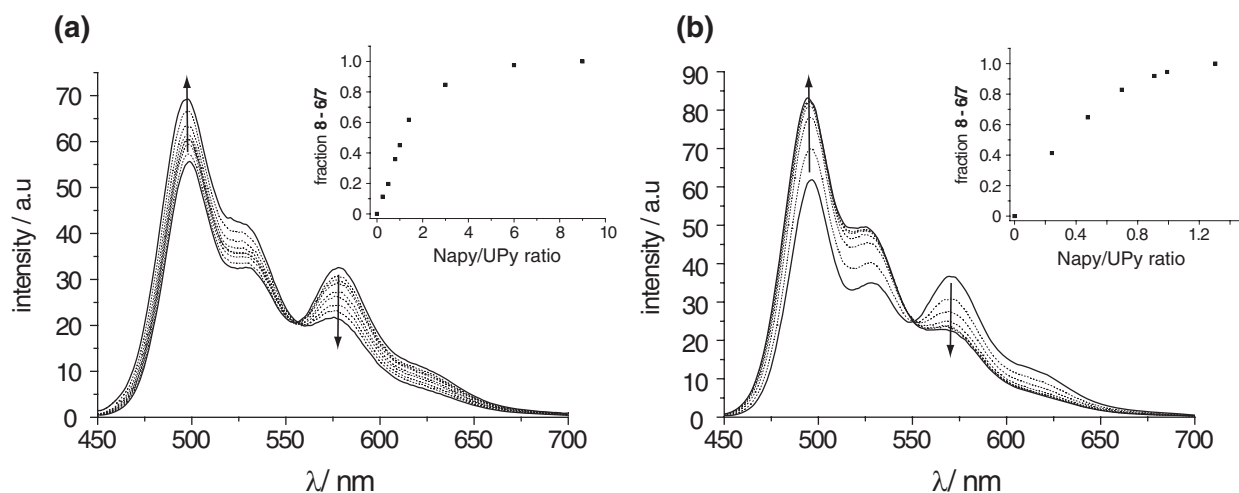 (a)
70
60
50
40
30
20
10
0
intensity / a.u
450 500 550 600 650 700
λ/ nm
1.0
0.8
0.6
0.4
0.2
0
fraction 8 - 6/7
0 2 4 6 8 10
Napy/UPy ratio
(b)
90
80
70
60
50
40
30
20
10
0
intensity / a.u
450 500 550 600 650 700
λ/ nm
1.0
0.8
0.6
0.4
0.2
0
fraction 8 - 6/7
0 0.4 0.8 1.2 1.6
Napy/UPy ratio